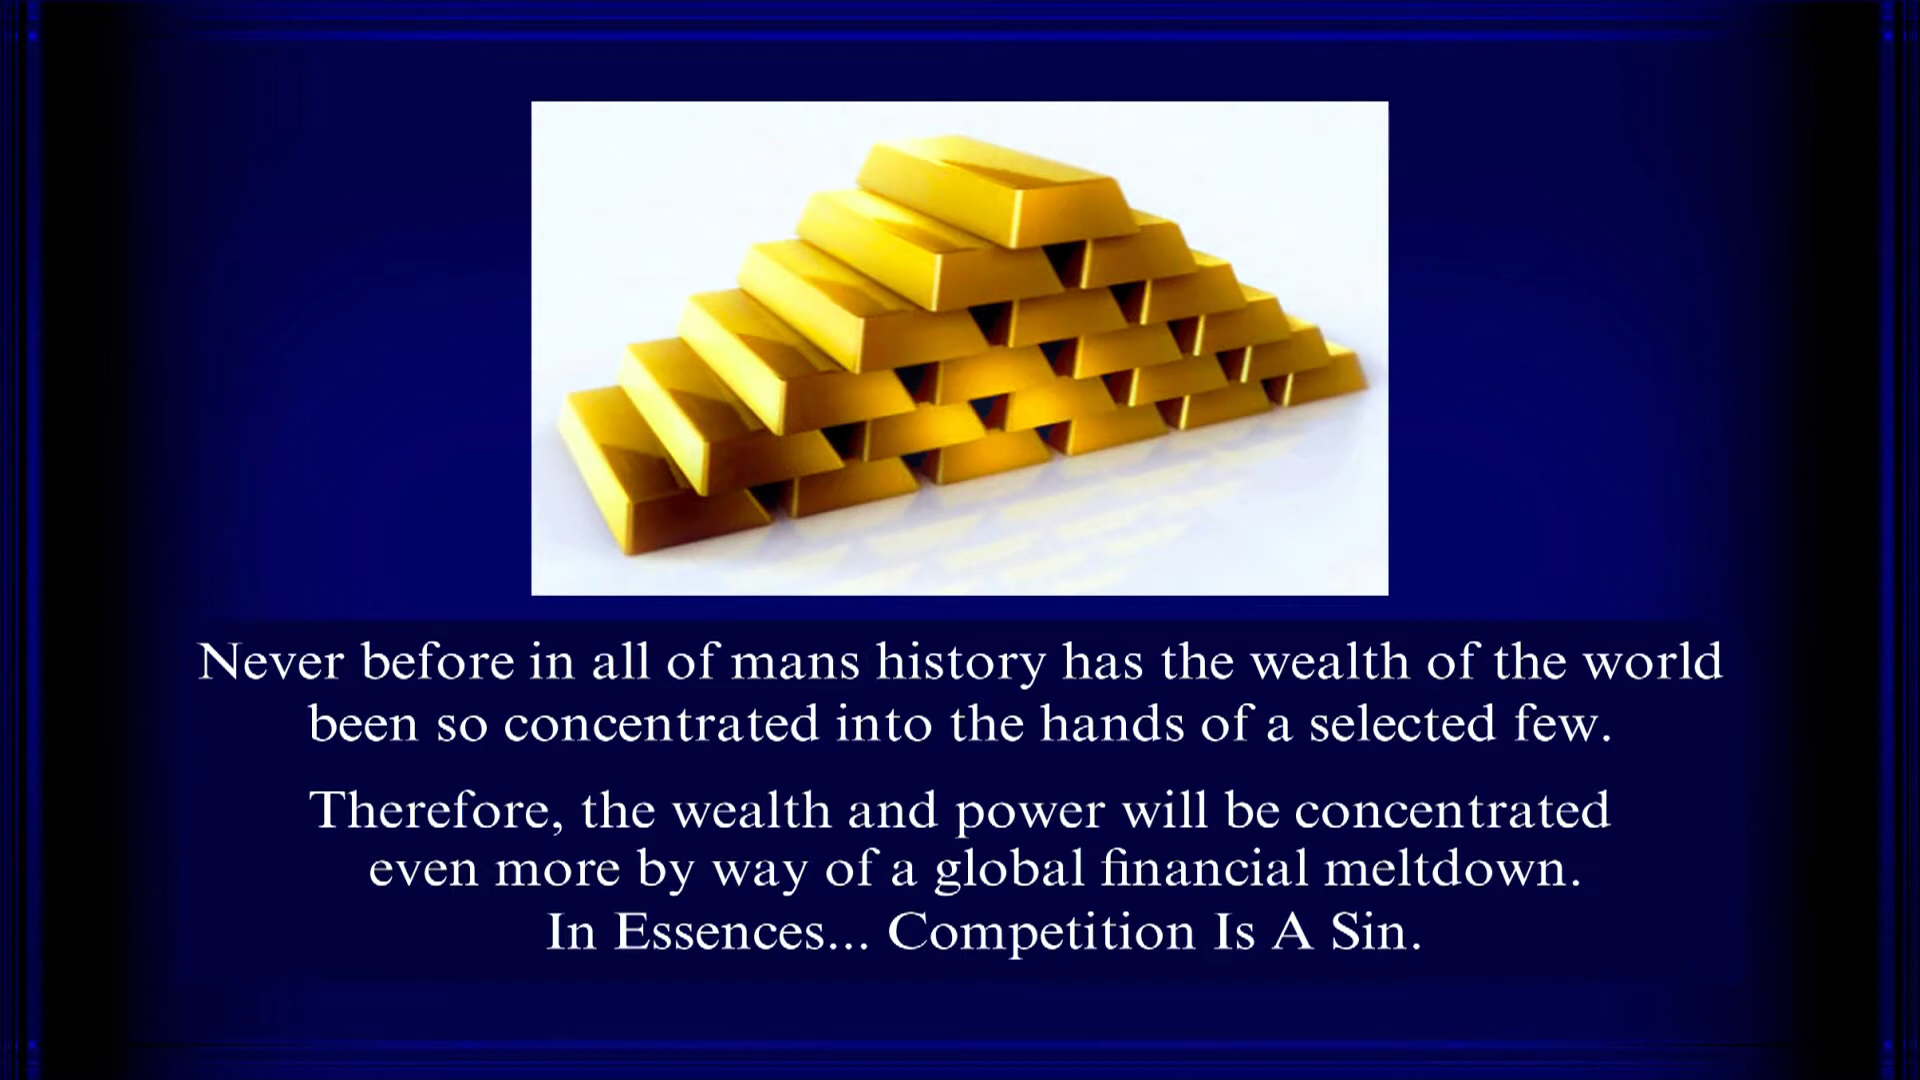 Never before in all of mans history has the wealth of the world
been so concentrated into the hands of a selected few.
Therefore, the wealth and power will be concentrated
even more by way of a global financial meltdown.
In Essences... Competition Is A Sin.